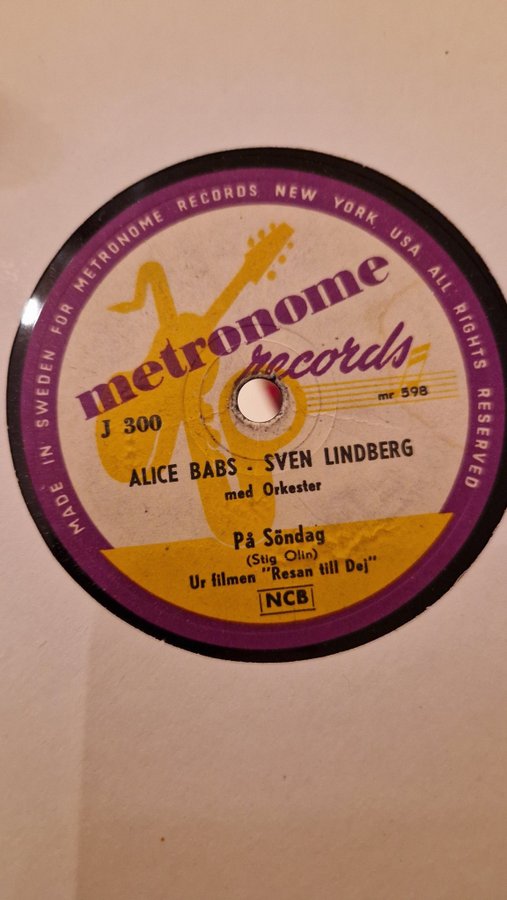 MADE IN SWEDEN FOR METRONOME RECORDS NEW YORK, USA ALL RIGHTS RESERVED
metronome
records
mr 598
J 300
ALICE BABS - SVEN LINDBERG
med Orkester
På Söndag
(Stig Olin)
Ur filmen "Resan till Dej"
NCB